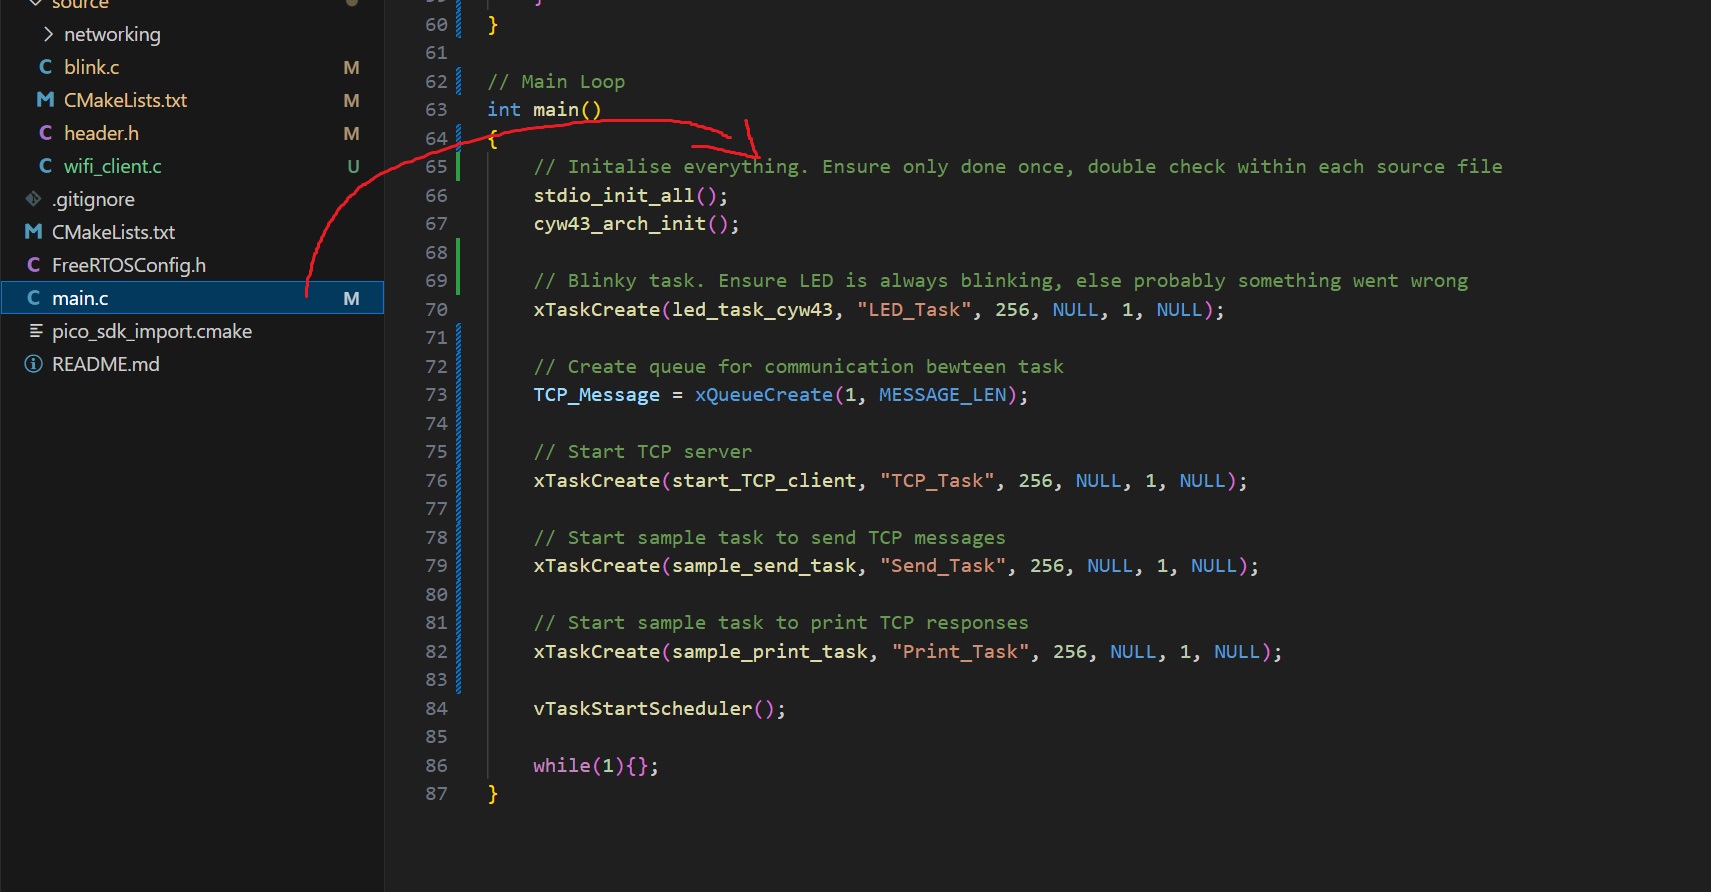 source
networking
blink.c M
CMakeLists.txt M
header.h M
wifi_client.c U
.gitignore
CMakeLists.txt
FreeRTOSConfig.h
main.c M
pico_sdk_import.cmake
README.md
60 }
61
62 // Main Loop
63 int main()
64 {
65 // Initalise everything. Ensure only done once, double check within each source file
66 stdio_init_all();
67 cyw43_arch_init();
68
69 // Blinky task. Ensure LED is always blinking, else probably something went wrong
70 xTaskCreate(led_task_cyw43, "LED_Task", 256, NULL, 1, NULL);
71
72 // Create queue for communication bewteen task
73 TCP_Message = xQueueCreate(1, MESSAGE_LEN);
74
75 // Start TCP server
76 xTaskCreate(start_TCP_client, "TCP_Task", 256, NULL, 1, NULL);
77
78 // Start sample task to send TCP messages
79 xTaskCreate(sample_send_task, "Send_Task", 256, NULL, 1, NULL);
80
81 // Start sample task to print TCP responses
82 xTaskCreate(sample_print_task, "Print_Task", 256, NULL, 1, NULL);
83
84 vTaskStartScheduler();
85
86 while(1){};
87 }